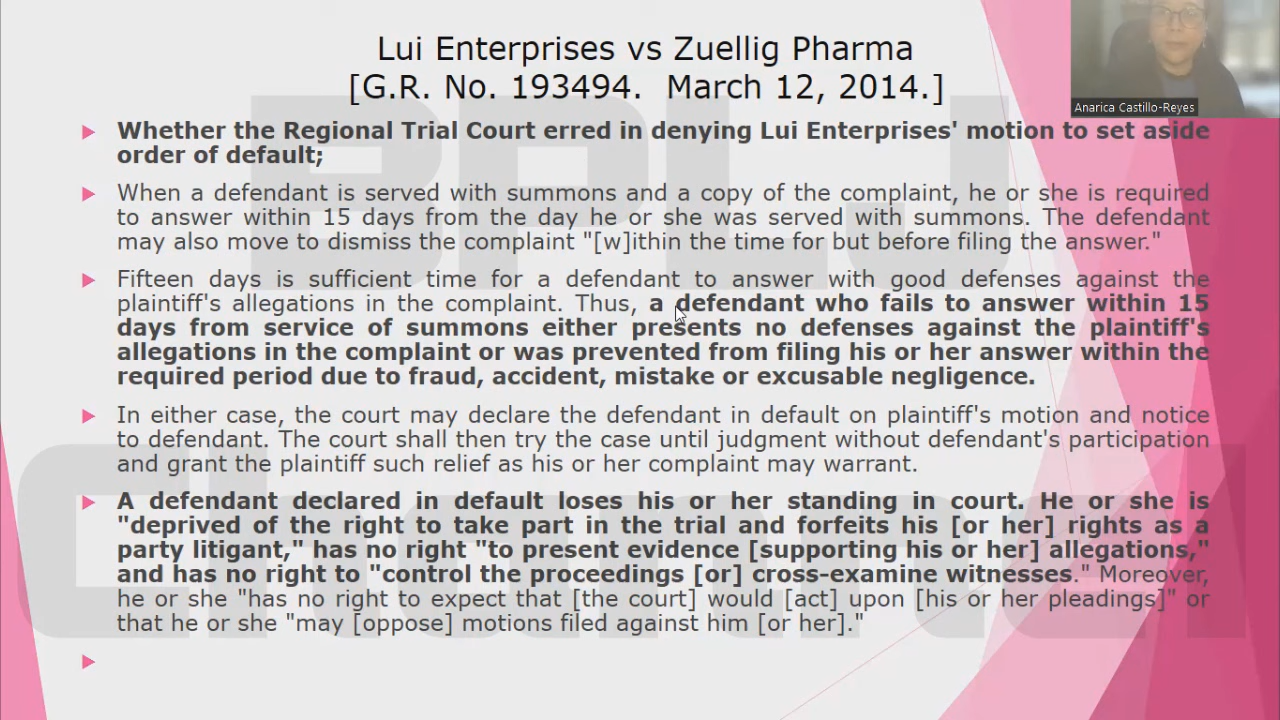 Lui Enterprises vs Zuellig Pharma
[G.R. No. 193494.  March 12, 2014.]
Anarica Castillo-Reyes
Whether the Regional Trial Court erred in denying Lui Enterprises' motion to set aside
order of default;
When a defendant is served with summons and a copy of the complaint, he or she is required
to answer within 15 days from the day he or she was served with summons. The defendant
may also move to dismiss the complaint "[w]ithin the time for but before filing the answer."
Fifteen days is sufficient time for a defendant to answer with good defenses against the
plaintiff's allegations in the complaint. Thus, a defendant who fails to answer within 15
days from service of summons either presents no defenses against the plaintiff's
allegations in the complaint or was prevented from filing his or her answer within the
required period due to fraud, accident, mistake or excusable negligence.
In either case, the court may declare the defendant in default on plaintiff's motion and notice
to defendant. The court shall then try the case until judgment without defendant's participation
and grant the plaintiff such relief as his or her complaint may warrant.
A defendant declared in default loses his or her standing in court. He or she is
"deprived of the right to take part in the trial and forfeits his [or her] rights as a
party litigant," has no right "to present evidence [supporting his or her] allegations,"
and has no right to "control the proceedings [or] cross-examine witnesses." Moreover,
he or she "has no right to expect that [the court] would [act] upon [his or her pleadings]" or
that he or she "may [oppose] motions filed against him [or her]."
BPLJ
Channel